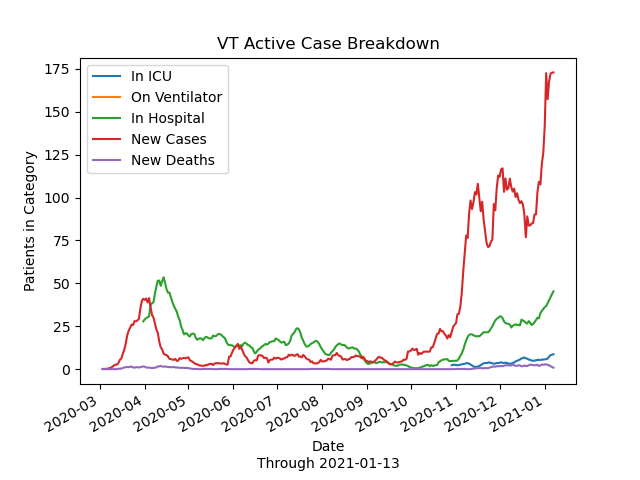 VT Active Case Breakdown
In ICU
On Ventilator
In Hospital
New Cases
New Deaths
Patients in Category
175
150
125
100
75
50
25
0
2020-03
2020-04
2020-05
2020-06
2020-07
2020-08
2020-09
2020-10
2020-11
2020-12
2021-01
Date
Through 2021-01-13